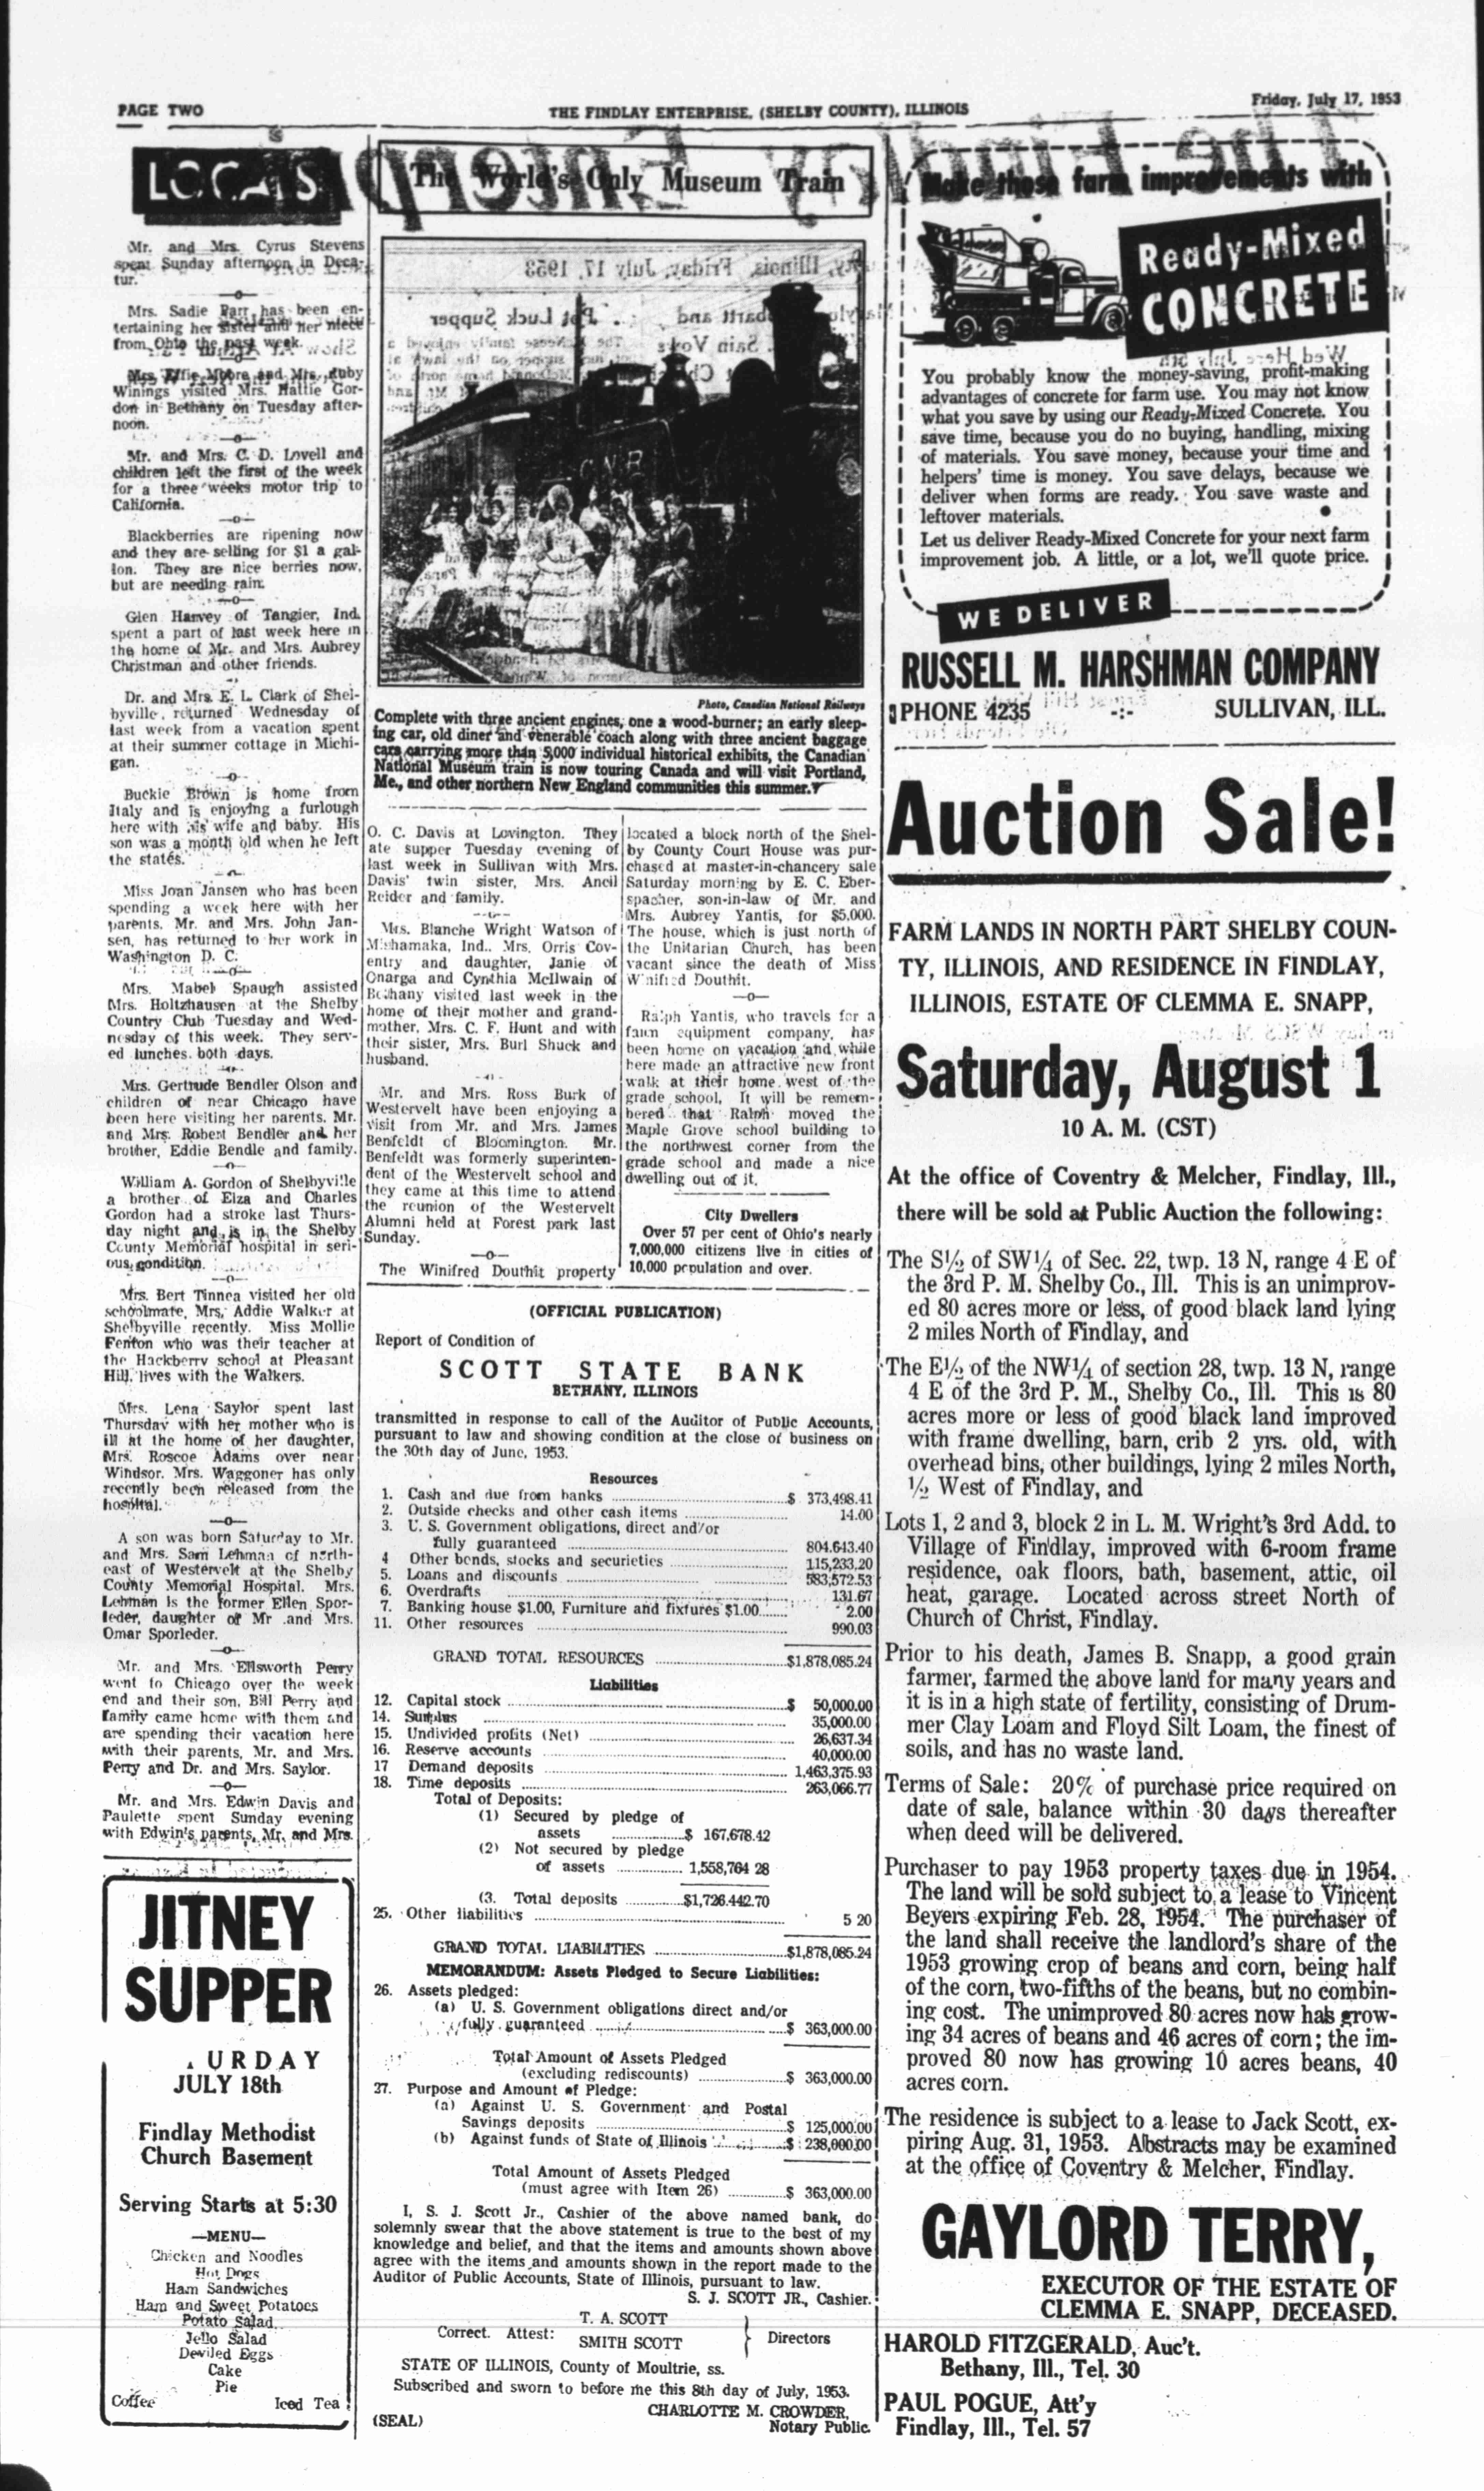 PAGE TWO
THE FINDLAY ENTERPRISE, (SHELBY COUNTY), ILLINOIS
Friday, July 17, 1953
LOCALS
Mr. and Mrs. Cyrus Stevens
spent Sunday afternoon in Deca-
tur.
—o—
Mrs. Sadie Parr has been en-
tertaining her sister and her niece
from Ohio the past week.
—o—
Mrs. Effie Moore and Mrs. Ruby
Winings visited Mrs. Hallie Gor-
don in Bethany on Tuesday after-
noon.
—o—
Mr. and Mrs. C. D. Lovell and
children left the first of the week
for a three weeks motor trip to
California.
—o—
Blackberries are ripening now
and they are selling for $1 a gal-
lon. They are nice berries now,
but are needing rain.
—o—
Glen Harvey of Tangier, Ind.
spent a part of last week here in
the home of Mr. and Mrs. Aubrey
Christman and other friends.
Dr. and Mrs. E. L. Clark of Shel-
byville, returned Wednesday of
last week from a vacation spent
at their summer cottage in Michi-
gan.
—o—
Buckie Brown is home from
Italy and is enjoying a furlough
here with his wife and baby. His
son was a month old when he left
the states.
—o—
Miss Joan Jansen who has been
spending a week here with her
parents, Mr. and Mrs. John Jan-
sen, has returned to her work in
Washington D. C.
—o—
Mrs. Mabel Spaugh assisted
Mrs. Holtzhausen at the Shelby
Country Club Tuesday and Wed-
nesday of this week. They serv-
ed lunches both days.
—o—
Mrs. Gertrude Bendler Olson and
children of near Chicago have
been here visiting her parents, Mr.
and Mrs. Robert Bendler and her
brother, Eddie Bendle and family.
—o—
William A. Gordon of Shelbyville
a brother of Elza and Charles
Gordon had a stroke last Thurs-
day night and is in the Shelby
County Memorial hospital in seri-
ous condition.
—o—
Mrs. Bert Tinnea visited her old
schoolmate, Mrs. Addie Walker at
Shelbyville recently. Miss Mollie
Fenton who was their teacher at
the Hackberry school at Pleasant
Hill, lives with the Walkers.
Mrs. Lena Saylor spent last
Thursday with her mother who is
ill at the home of her daughter,
Mrs. Roscoe Adams over near
Windsor. Mrs. Waggoner has only
recently been released from the
hospital.
—o—
A son was born Saturday to Mr.
and Mrs. Sam Lehman of north-
east of Westervelt at the Shelby
County Memorial Hospital. Mrs.
Lehman is the former Ellen Spor-
leder, daughter of Mr and Mrs.
Omar Sporleder.
—o—
Mr. and Mrs. Ellsworth Perry
went to Chicago over the week
end and their son, Bill Perry and
family came home with them and
are spending their vacation here
with their parents, Mr. and Mrs.
Perry and Dr. and Mrs. Saylor.
—o—
Mr. and Mrs. Edwin Davis and
Paulette spent Sunday evening
with Edwin's parents, Mr. and Mrs.
JITNEY
SUPPER
URDAY
JULY 18th
Findlay Methodist
Church Basement
Serving Starts at 5:30
—MENU—
Chicken and Noodles
Hot Dogs
Ham Sandwiches
Ham and Sweet Potatoes
Potato Salad
Jello Salad
Deviled Eggs
Cake
Pie
Coffee Iced Tea
The World's Only Museum Train
CNR
Photo, Canadian National Railways
Complete with three ancient engines, one a wood-burner; an early sleep-
ing car, old diner and venerable coach along with three ancient baggage
cars carrying more than 5,000 individual historical exhibits, the Canadian
National Museum train is now touring Canada and will visit Portland,
Me., and other northern New England communities this summer.
O. C. Davis at Lovington. They
ate supper Tuesday evening of
last week in Sullivan with Mrs.
Davis' twin sister, Mrs. Ancil
Reider and family.
—o—
Mrs. Blanche Wright Watson of
Mishamaka, Ind., Mrs. Orris Cov-
entry and daughter, Janie of
Onarga and Cynthia McIlwain of
Bethany visited last week in the
home of their mother and grand-
mother, Mrs. C. F. Hunt and with
their sister, Mrs. Burl Shuck and
husband.
Mr. and Mrs. Ross Burk of
Westervelt have been enjoying a
visit from Mr. and Mrs. James
Benfeldt of Bloomington. Mr.
Benfeldt was formerly superinten-
dent of the Westervelt school and
they came at this time to attend
the reunion of the Westervelt
Alumni held at Forest park last
Sunday.
—o—
The Winifred Douthit property
located a block north of the Shel-
by County Court House was pur-
chased at master-in-chancery sale
Saturday morning by E. C. Eber-
spacher, son-in-law of Mr. and
Mrs. Aubrey Yantis, for $5,000.
The house, which is just north of
the Unitarian Church, has been
vacant since the death of Miss
Winifred Douthit.
—o—
Ralph Yantis, who travels for a
farm equipment company, has
been home on vacation and while
here made an attractive new front
walk at their home west of the
grade school. It will be remem-
bered that Ralph moved the
Maple Grove school building to
the northwest corner from the
grade school and made a nice
dwelling out of it.
City Dwellers
Over 57 per cent of Ohio's nearly
7,000,000 citizens live in cities of
10,000 population and over.
(OFFICIAL PUBLICATION)
Report of Condition of
SCOTT STATE BANK
BETHANY, ILLINOIS
transmitted in response to call of the Auditor of Public Accounts,
pursuant to law and showing condition at the close of business on
the 30th day of June, 1953.
Resources
1. Cash and due from banks $ 373,498.41
2. Outside checks and other cash items 14.00
3. U. S. Government obligations, direct and/or
fully guaranteed 804.643.40
4 Other bonds, stocks and securieties 115,233.20
5. Loans and discounts 583,572.53
6. Overdrafts 131.67
7. Banking house $1.00, Furniture and fixtures $1.00 2.00
11. Other resources 990.03
GRAND TOTAL RESOURCES $1,878,085.24
Liabilities
12. Capital stock $ 50,000.00
14. Surplus 35,000.00
15. Undivided profits (Net) 26,637.34
16. Reserve accounts 40,000.00
17 Demand deposits 1,463,375.93
18. Time deposits 263,066.77
Total of Deposits:
(1) Secured by pledge of
assets $ 167,678.42
(2) Not secured by pledge
of assets 1,558,764 28
(3. Total deposits $1,726.442.70
25. Other liabilities 5 20
GRAND TOTAL LIABILITIES $1,878,085.24
MEMORANDUM: Assets Pledged to Secure Liabilities:
26. Assets pledged:
(a) U. S. Government obligations direct and/or
fully guaranteed $ 363,000.00
Total Amount of Assets Pledged
(excluding rediscounts) $ 363,000.00
27. Purpose and Amount of Pledge:
(a) Against U. S. Government and Postal
Savings deposits $ 125,000.00
(b) Against funds of State of Illinois $ 238,000.00
Total Amount of Assets Pledged
(must agree with Item 26) $ 363,000.00
I, S. J. Scott Jr., Cashier of the above named bank, do
solemnly swear that the above statement is true to the best of my
knowledge and belief, and that the items and amounts shown above
agree with the items and amounts shown in the report made to the
Auditor of Public Accounts, State of Illinois, pursuant to law.
S. J. SCOTT JR., Cashier.
T. A. SCOTT
Correct. Attest: SMITH SCOTT Directors
STATE OF ILLINOIS, County of Moultrie, ss.
Subscribed and sworn to before me this 8th day of July, 1953.
CHARLOTTE M. CROWDER,
(SEAL) Notary Public.
Make those farm improvements with
Ready-Mixed
CONCRETE
You probably know the money-saving, profit-making
advantages of concrete for farm use. You may not know
what you save by using our Ready-Mixed Concrete. You
save time, because you do no buying, handling, mixing
of materials. You save money, because your time and
helpers' time is money. You save delays, because we
deliver when forms are ready. You save waste and
leftover materials.
Let us deliver Ready-Mixed Concrete for your next farm
improvement job. A little, or a lot, we'll quote price.
WE DELIVER
RUSSELL M. HARSHMAN COMPANY
PHONE 4235 -:- SULLIVAN, ILL.
Auction Sale!
FARM LANDS IN NORTH PART SHELBY COUN-
TY, ILLINOIS, AND RESIDENCE IN FINDLAY,
ILLINOIS, ESTATE OF CLEMMA E. SNAPP,
Saturday, August 1
10 A. M. (CST)
At the office of Coventry & Melcher, Findlay, Ill.,
there will be sold at Public Auction the following:
The S½ of SW¼ of Sec. 22, twp. 13 N, range 4 E of
the 3rd P. M. Shelby Co., Ill. This is an unimprov-
ed 80 acres more or less, of good black land lying
2 miles North of Findlay, and
The E½ of the NW¼ of section 28, twp. 13 N, range
4 E of the 3rd P. M., Shelby Co., Ill. This is 80
acres more or less of good black land improved
with frame dwelling, barn, crib 2 yrs. old, with
overhead bins, other buildings, lying 2 miles North,
½ West of Findlay, and
Lots 1, 2 and 3, block 2 in L. M. Wright's 3rd Add. to
Village of Findlay, improved with 6-room frame
residence, oak floors, bath, basement, attic, oil
heat, garage. Located across street North of
Church of Christ, Findlay.
Prior to his death, James B. Snapp, a good grain
farmer, farmed the above land for many years and
it is in a high state of fertility, consisting of Drum-
mer Clay Loam and Floyd Silt Loam, the finest of
soils, and has no waste land.
Terms of Sale: 20% of purchase price required on
date of sale, balance within 30 days thereafter
when deed will be delivered.
Purchaser to pay 1953 property taxes due in 1954.
The land will be sold subject to a lease to Vincent
Beyers expiring Feb. 28, 1954. The purchaser of
the land shall receive the landlord's share of the
1953 growing crop of beans and corn, being half
of the corn, two-fifths of the beans, but no combin-
ing cost. The unimproved 80 acres now has grow-
ing 34 acres of beans and 46 acres of corn; the im-
proved 80 now has growing 10 acres beans, 40
acres corn.
The residence is subject to a lease to Jack Scott, ex-
piring Aug. 31, 1953. Abstracts may be examined
at the office of Coventry & Melcher, Findlay.
GAYLORD TERRY,
EXECUTOR OF THE ESTATE OF
CLEMMA E. SNAPP, DECEASED.
HAROLD FITZGERALD, Auc't.
Bethany, Ill., Tel. 30
PAUL POGUE, Att'y
Findlay, Ill., Tel. 57